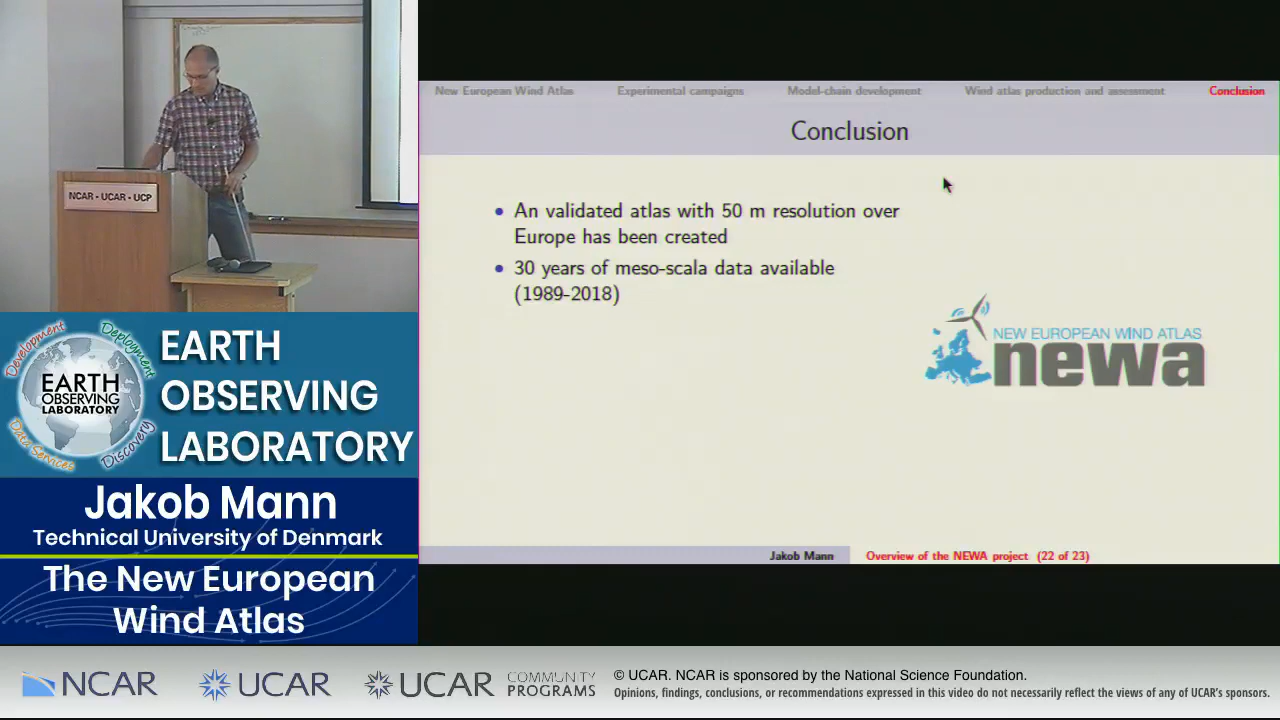 NCAR • UCAR • UCP
Development
Deployment
EARTH
OBSERVING
LABORATORY
Data Services
Discovery
EARTH
OBSERVING
LABORATORY
Jakob Mann
Technical University of Denmark
The New European
Wind Atlas
New European Wind Atlas
Experimental campaigns
Model-chain development
Wind atlas production and assessment
Conclusion
Conclusion
• An validated atlas with 50 m resolution over
Europe has been created
• 30 years of meso-scala data available
(1989-2018)
NEW EUROPEAN WIND ATLAS
newa
Jakob Mann
Overview of the NEWA project (22 of 23)
NCAR
UCAR
UCAR
COMMUNITY
PROGRAMS
© UCAR. NCAR is sponsored by the National Science Foundation.
Opinions, findings, conclusions, or recommendations expressed in this video do not necessarily reflect the views of any of UCAR's sponsors.